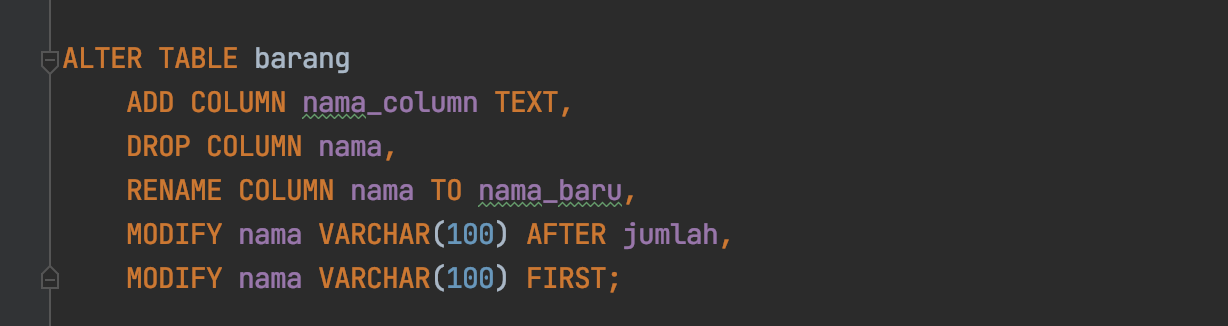 ALTER TABLE barang
    ADD COLUMN nama_column TEXT,
    DROP COLUMN nama,
    RENAME COLUMN nama TO nama_baru,
    MODIFY nama VARCHAR(100) AFTER jumlah,
    MODIFY nama VARCHAR(100) FIRST;